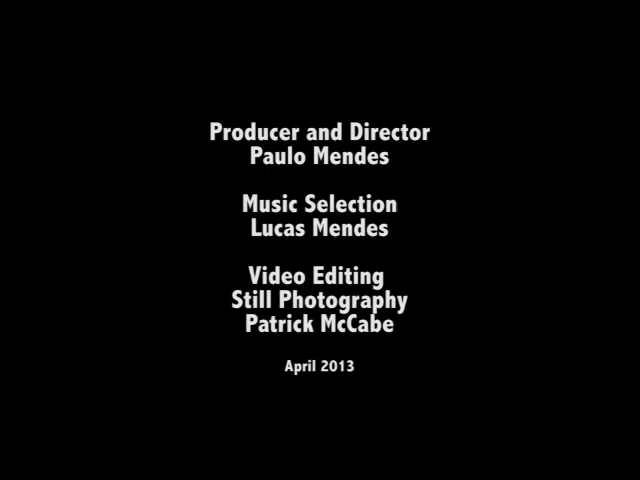 Producer and Director
Paulo Mendes
Music Selection
Lucas Mendes
Video Editing
Still Photography
Patrick McCabe
April 2013